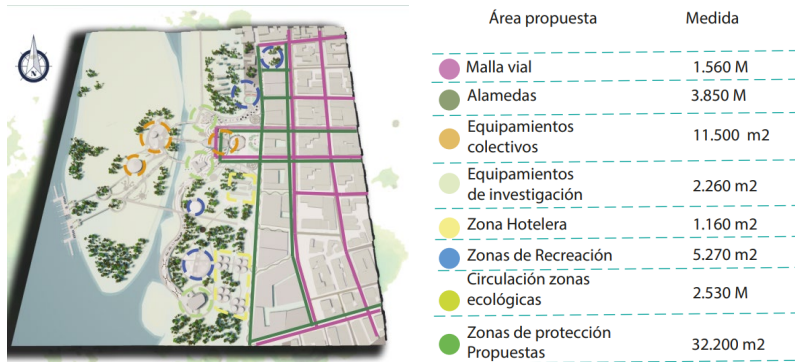 Área propuesta Medida
Malla vial 1.560 M
Alamedas 3.850 M
Equipamientos
colectivos 11.500 m2
Equipamientos
de investigación 2.260 m2
Zona Hotelera 1.160 m2
Zonas de Recreación 5.270 m2
Circulación zonas
ecológicas 2.530 M
Zonas de protección
Propuestas 32.200 m2